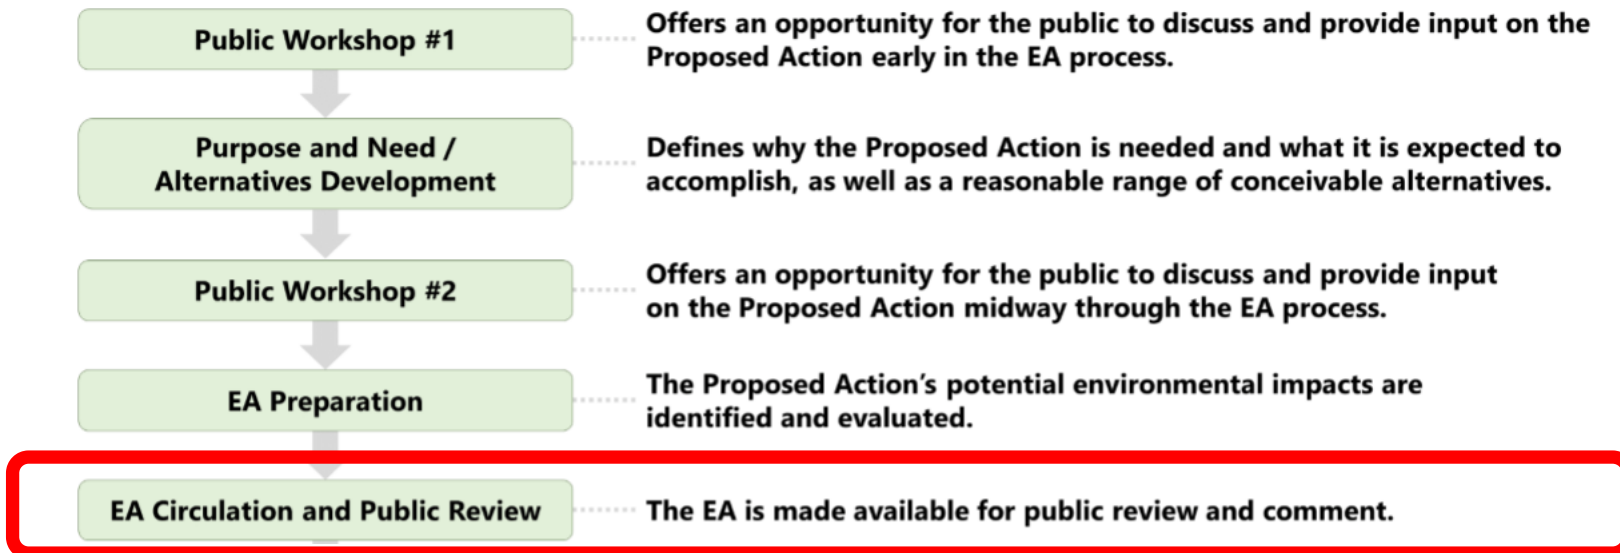 Public Workshop #1
Offers an opportunity for the public to discuss and provide input on the
Proposed Action early in the EA process.
Purpose and Need /
Alternatives Development
Defines why the Proposed Action is needed and what it is expected to
accomplish, as well as a reasonable range of conceivable alternatives.
Public Workshop #2
Offers an opportunity for the public to discuss and provide input
on the Proposed Action midway through the EA process.
EA Preparation
The Proposed Action’s potential environmental impacts are
identified and evaluated.
EA Circulation and Public Review
The EA is made available for public review and comment.